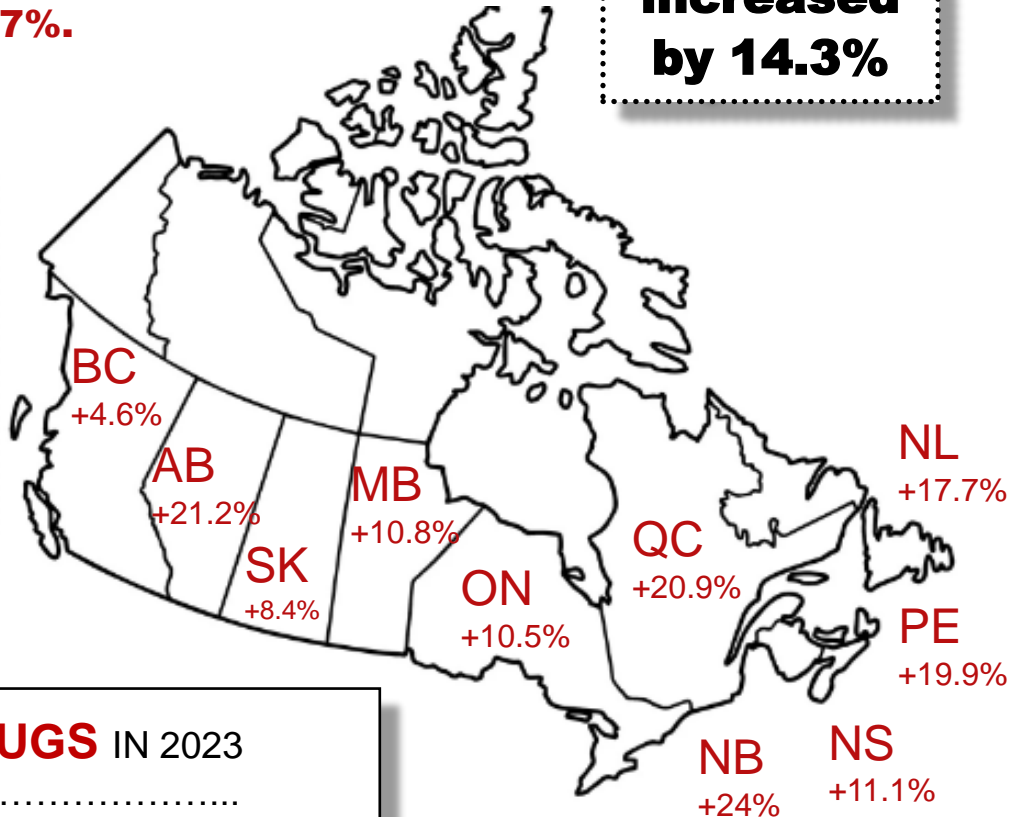 7%.
increased
by 14.3%
BC
+4.6%
AB
+21.2%
SK
+8.4%
MB
+10.8%
ON
+10.5%
QC
+20.9%
NL
+17.7%
PE
+19.9%
NB
+24%
NS
+11.1%
UGS IN 2023
…………………...